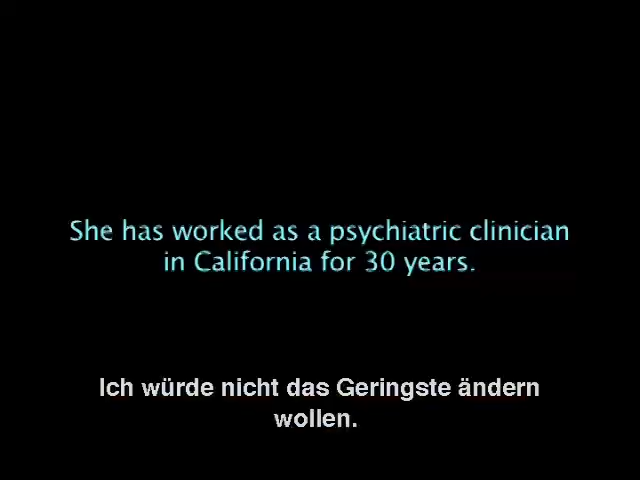 She has worked as a psychiatric clinician
in California for 30 years.
Ich würde nicht das Geringste ändern
wollen.